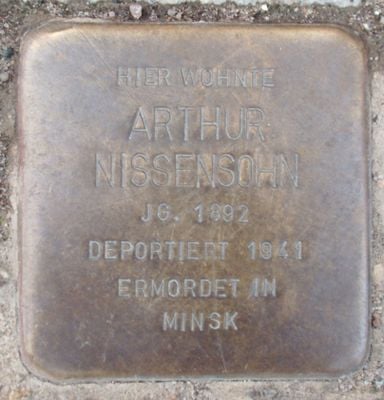 HIER WOHNTE
ARTHUR
NISSENSOHN
JG. 1892
DEPORTIERT 1941
ERMORDET IN
MINSK